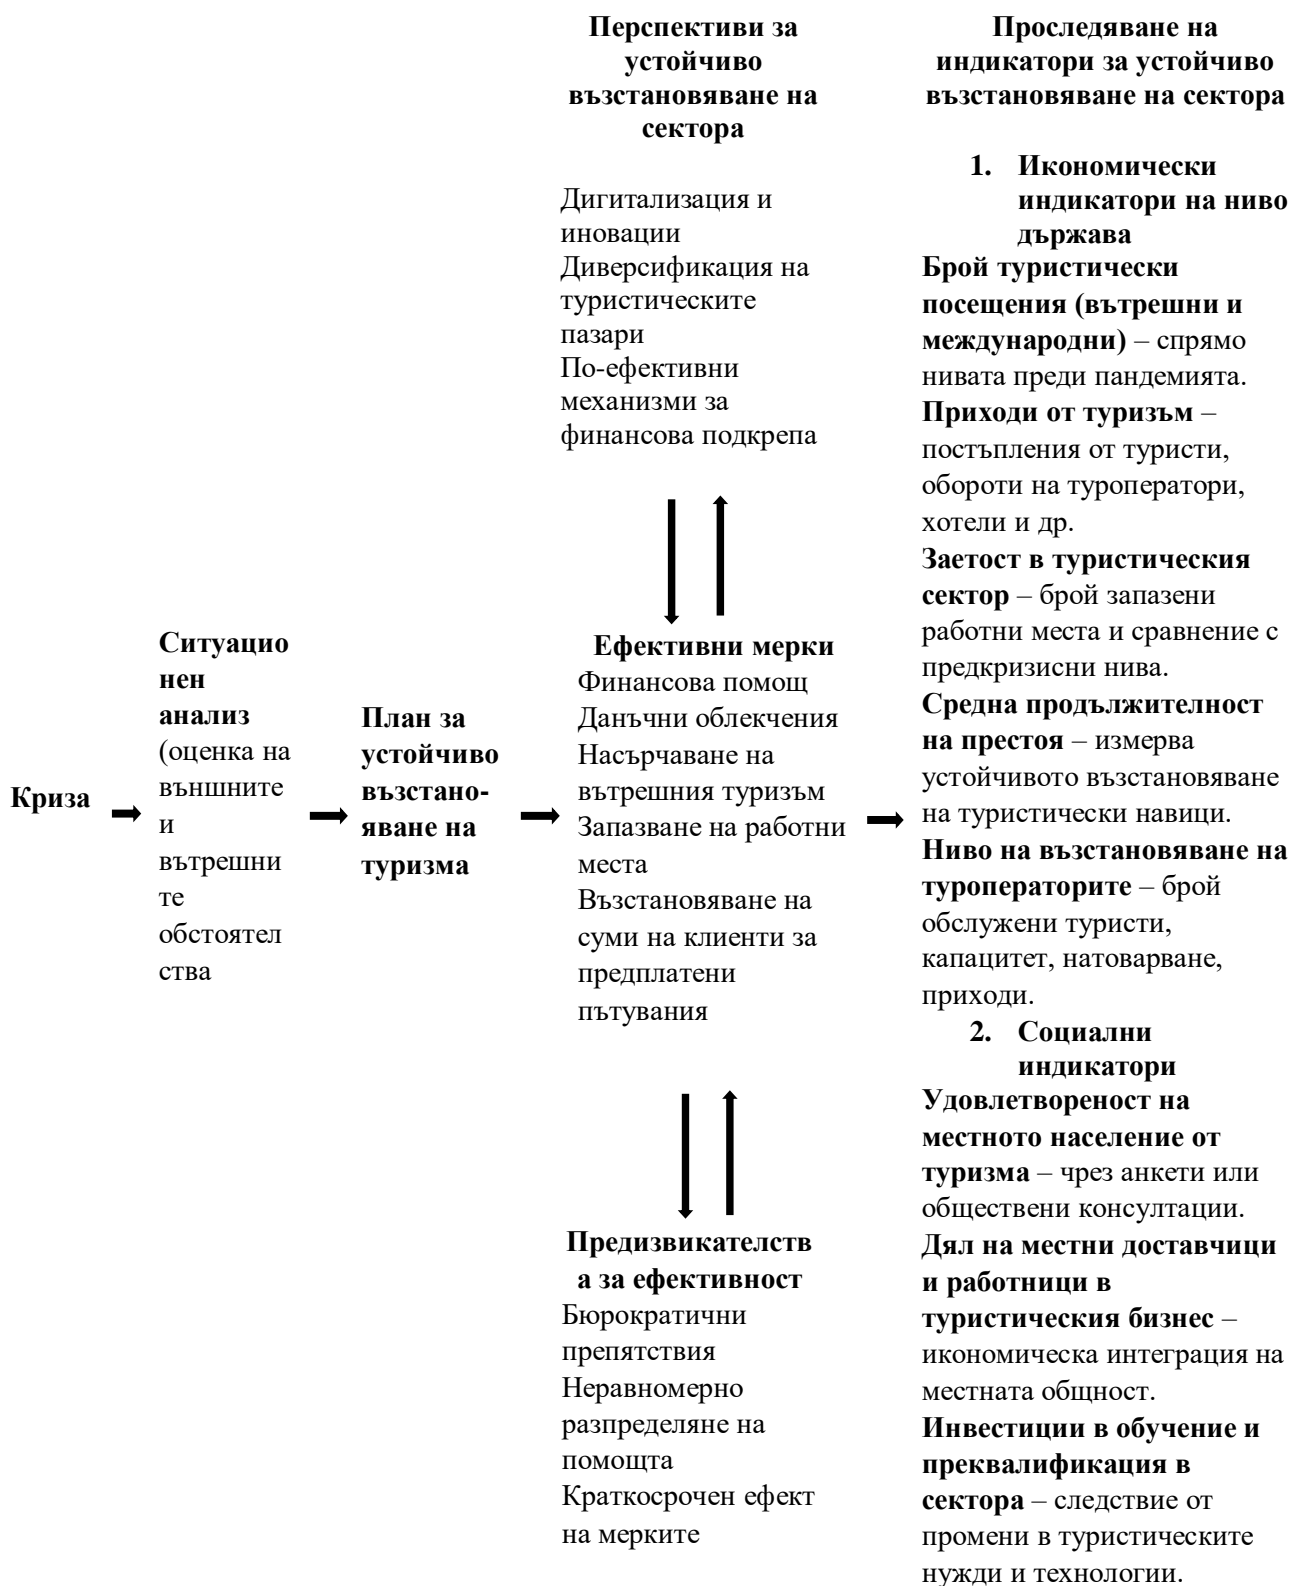 Перспективи за
устойчиво
възстановяване на
сектора
Дигитализация и
иновации
Диверсификация на
туристическите
пазари
По-ефективни
механизми за
финансова подкрепа
Криза
Ситуацио
нен
анализ
(оценка на
външните
и
вътрешни
те
обстоятел
ства
План за
устойчиво
възстано-
яване на
туризма
Ефективни мерки
Финансова помощ
Данъчни облекчения
Насърчаване на
вътрешния туризъм
Запазване на работни
места
Възстановяване на
суми на клиенти за
предплатени
пътувания
Предизвикателств
а за ефективност
Бюрократични
препятствия
Неравномерно
разпределяне на
помощта
Краткосрочен ефект
на мерките
Проследяване на
индикатори за устойчиво
възстановяване на сектора
1. Икономически
индикатори на ниво
държава
Брой туристически
посещения (вътрешни и
международни) – спрямо
нивата преди пандемията.
Приходи от туризъм –
постъпления от туристи,
обороти на туроператори,
хотели и др.
Заетост в туристическия
сектор – брой запазени
работни места и сравнение с
предкризисни нива.
Средна продължителност
на престоя – измерва
устойчивото възстановяване
на туристически навици.
Ниво на възстановяване на
туроператорите – брой
обслужени туристи,
капацитет, натоварване,
приходи.
2. Социални
индикатори
Удовлетвореност на
местното население от
туризма – чрез анкети или
обществени консултации.
Дял на местни доставчици
и работници в
туристическия бизнес –
икономическа интеграция на
местната общност.
Инвестиции в обучение и
преквалификация в
сектора – следствие от
промени в туристическите
нужди и технологии.